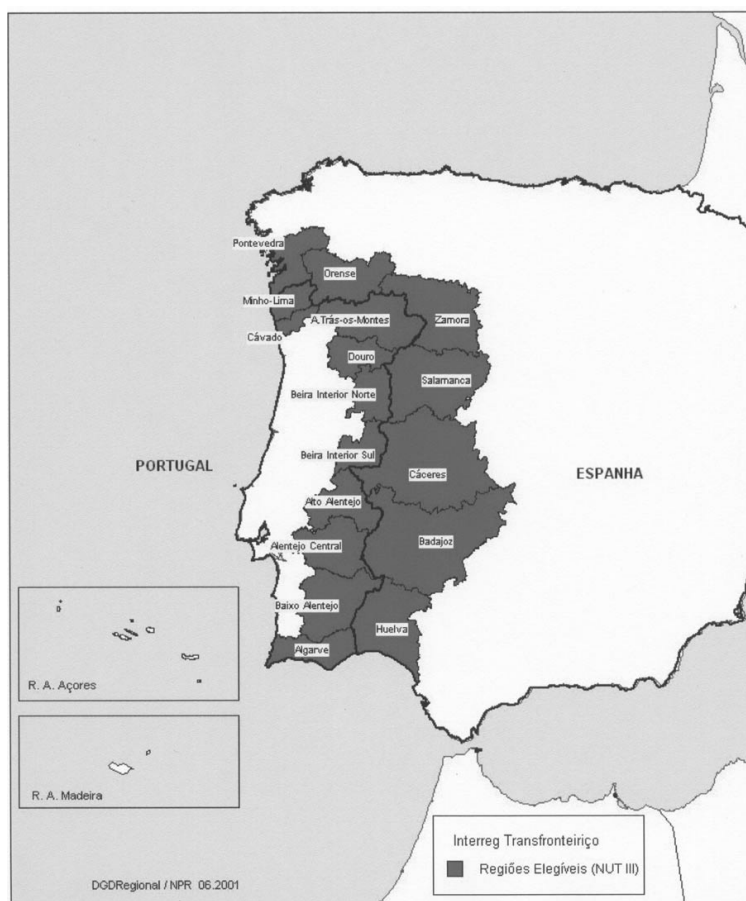 Pontevedra
Orense
Minho-Lima
A.Trás-os-Montes
Zamora
Cávado
Douro
Salamanca
Beira Interior Norte
Beira Interior Sul
PORTUGAL
Cáceres
ESPANHA
Alto Alentejo
Alentejo Central
Badajoz
Baixo Alentejo
Huelva
Algarve
R. A. Açores
R. A. Madeira
Interreg Transfronteiriço
Regiões Elegíveis (NUT III)
DGDRegional / NPR 06.2001